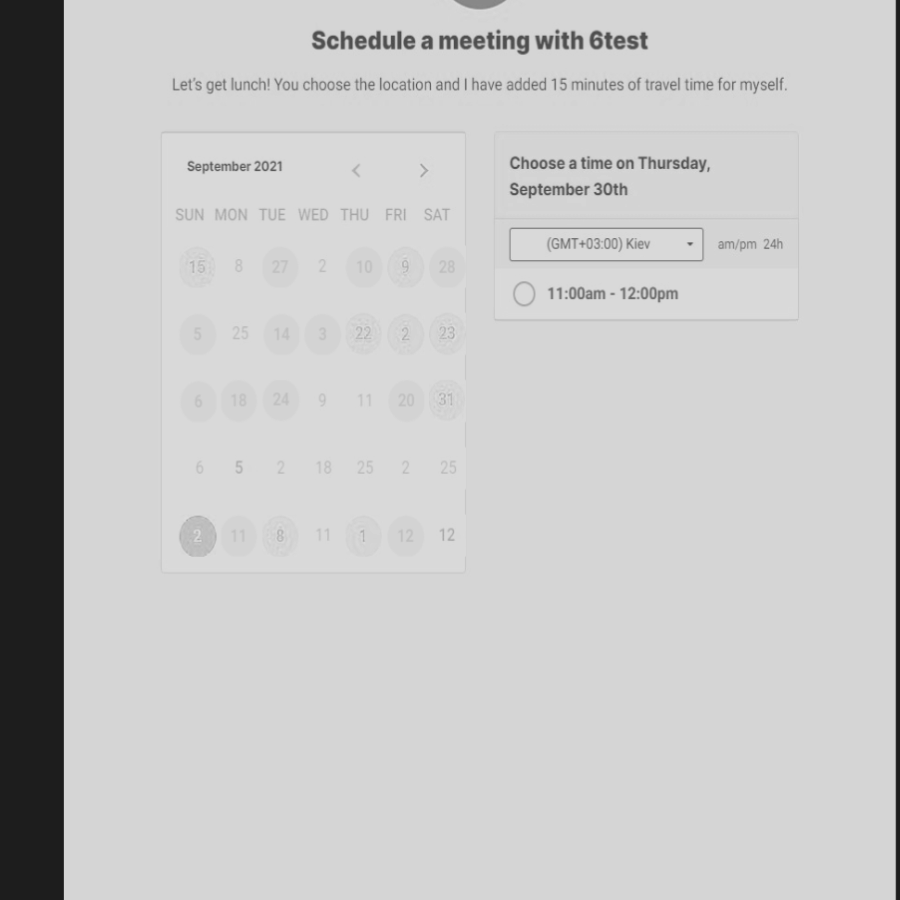 Schedule a meeting with 6test
Let's get lunch! You choose the location and I have added 15 minutes of travel time for myself.
September 2021
SUN MON TUE WED THU FRI SAT
15 8 27 2 10 9 28
5 25 14 3 22 2 23
6 18 24 9 11 20 31
6 5 2 18 25 2 25
2 11 8 11 1 12 12
Choose a time on Thursday,
September 30th
(GMT+03:00) Kiev am/pm 24h
11:00am - 12:00pm